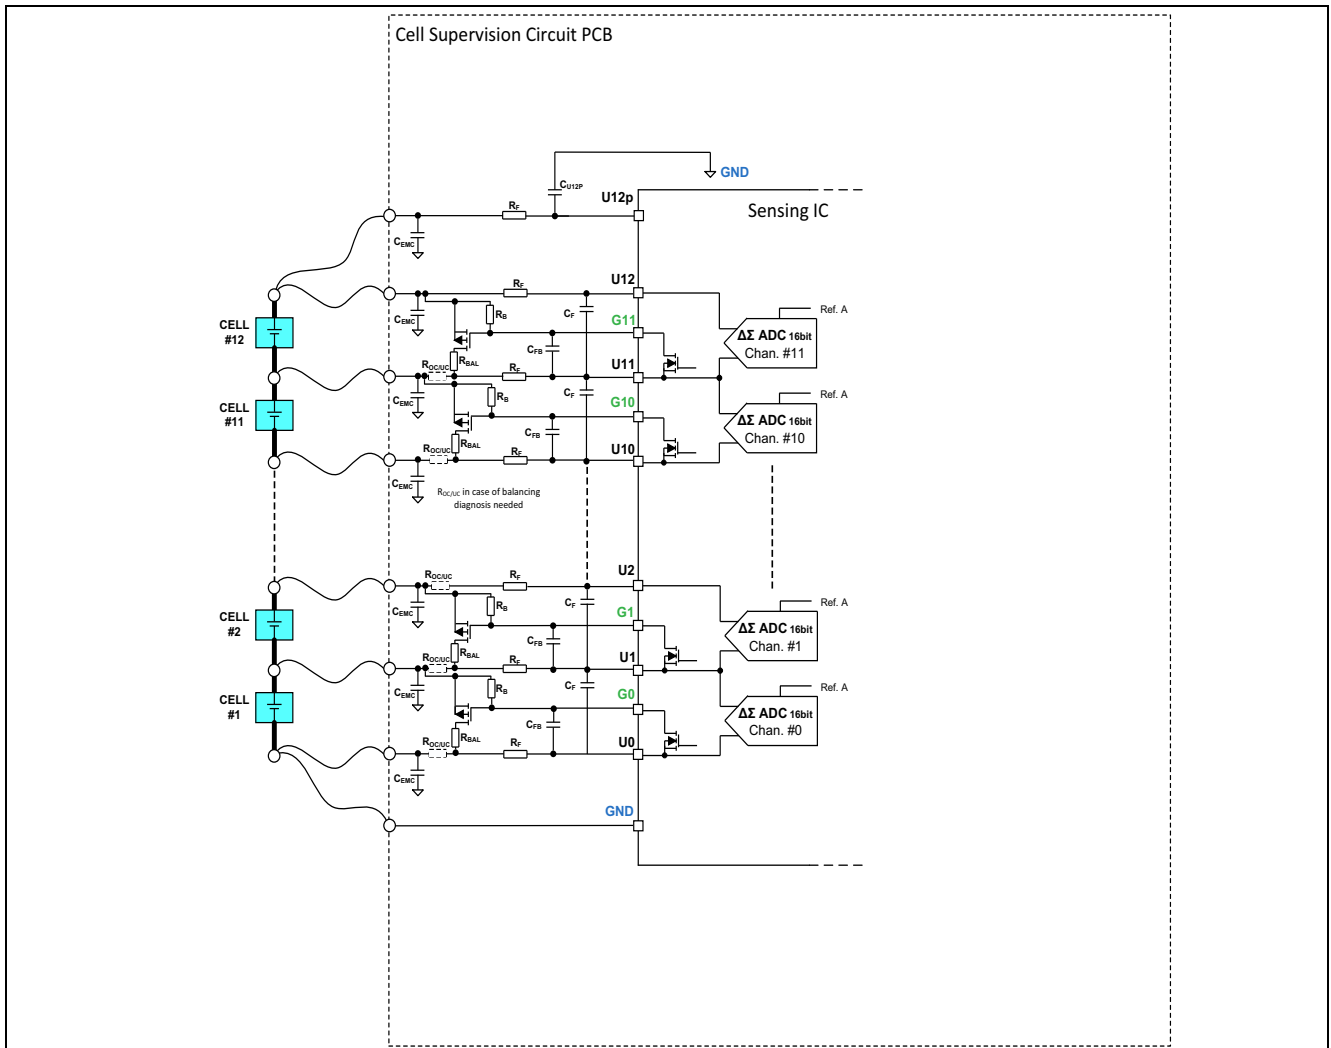 Cell Supervision Circuit PCB
GND
CU12P
U12p
Sensing IC
RF
CEMC
U12
RF
Ref. A
CELL
#12
CEMC
RB
CF
G11
ΔΣ ADC 16bit
Chan. #11
CFB
RBAL
ROC/UC
RF
U11
CELL
#11
CEMC
RB
CF
G10
Ref. A
ΔΣ ADC 16bit
Chan. #10
CFB
RBAL
ROC/UC
RF
U10
CEMC
ROC/UC in case of balancing
diagnosis needed
ROC/UC
RF
U2
CELL
#2
CEMC
RB
CF
G1
Ref. A
ΔΣ ADC 16bit
Chan. #1
CFB
RBAL
ROC/UC
RF
U1
CELL
#1
CEMC
RB
CF
G0
Ref. A
ΔΣ ADC 16bit
Chan. #0
CFB
RBAL
ROC/UC
RF
U0
CEMC
GND